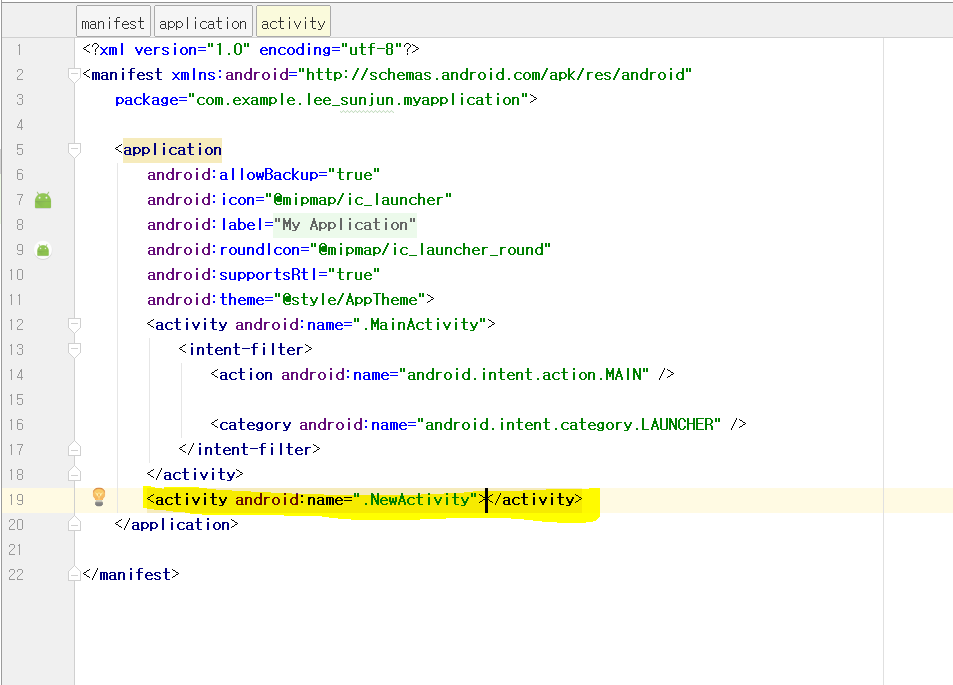 manifest application activity
1 <?xml version="1.0" encoding="utf-8"?>
2 <manifest xmlns:android="http://schemas.android.com/apk/res/android"
3 package="com.example.lee_sunjun.myapplication">
4
5 <application
6 android:allowBackup="true"
7 android:icon="@mipmap/ic_launcher"
8 android:label="My Application"
9 android:roundIcon="@mipmap/ic_launcher_round"
10 android:supportsRtl="true"
11 android:theme="@style/AppTheme">
12 <activity android:name=".MainActivity">
13 <intent-filter>
14 <action android:name="android.intent.action.MAIN" />
15
16 <category android:name="android.intent.category.LAUNCHER" />
17 </intent-filter>
18 </activity>
19 <activity android:name=".NewActivity"></activity>
20 </application>
21
22 </manifest>